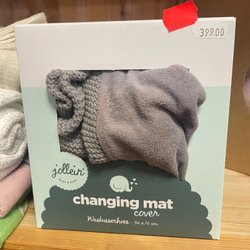 399.00
jollein
changing mat
cover
Waskussenhoes • 50 x 70 cm